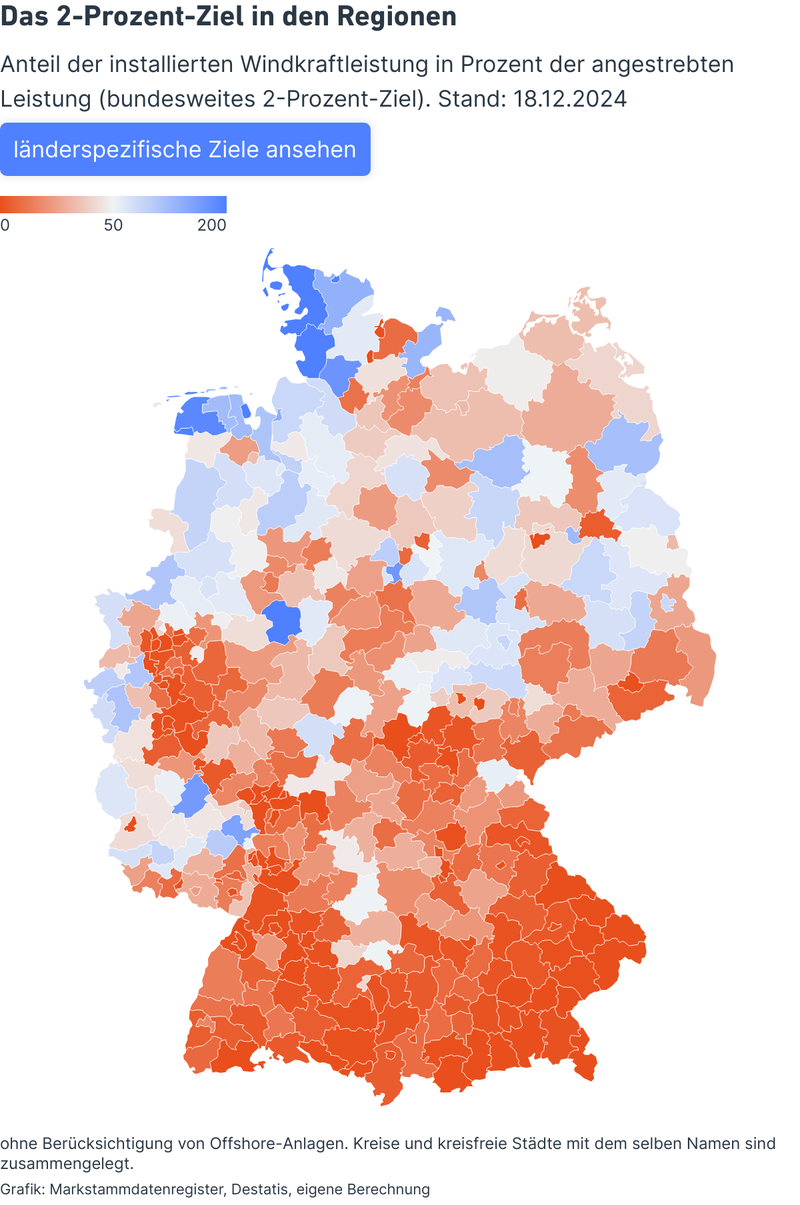 Das 2-Prozent-Ziel in den Regionen
Anteil der installierten Windkraftleistung in Prozent der angestrebten
Leistung (bundesweites 2-Prozent-Ziel). Stand: 18.12.2024
länderspezifische Ziele ansehen
0 50 200
ohne Berücksichtigung von Offshore-Anlagen. Kreise und kreisfreie Städte mit dem selben Namen sind
zusammengelegt.
Grafik: Markstammdatenregister, Destatis, eigene Berechnung